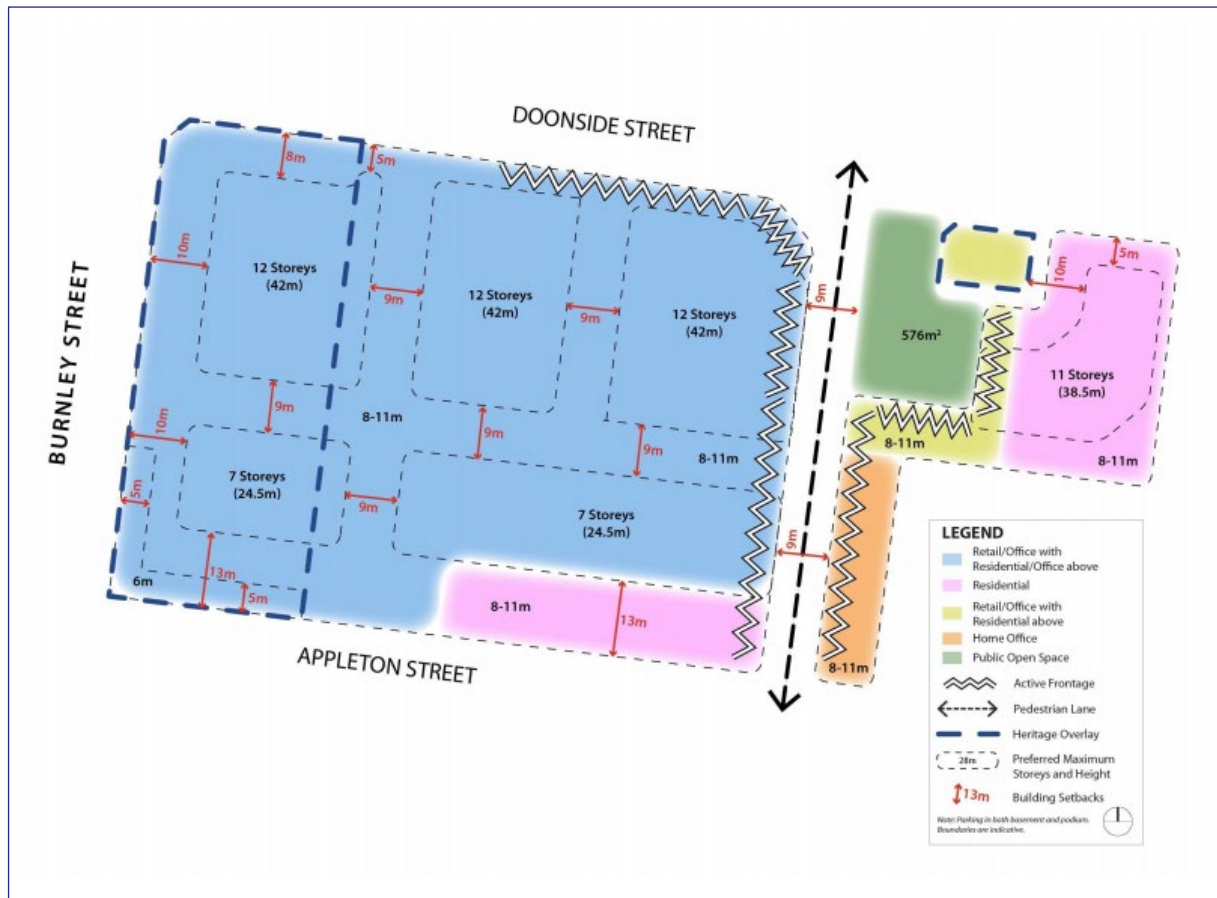 DOONSIDE STREET
8m
5m
BURNLEY STREET
10m
12 Storeys
(42m)
9m
12 Storeys
(42m)
9m
12 Storeys
(42m)
9m
576m²
10m
5m
11 Storeys
(38.5m)
9m
8-11m
9m
9m
8-11m
8-11m
8-11m
10m
7 Storeys
(24.5m)
5m
9m
7 Storeys
(24.5m)
9m
6m
13m
5m
8-11m
13m
8-11m
APPLETON STREET
LEGEND
Retail/Office with
Residential/Office above
Residential
Retail/Office with
Residential above
Home Office
Public Open Space
Active Frontage
Pedestrian Lane
Heritage Overlay
28m
Preferred Maximum
Storeys and Height
13m
Building Setbacks
Note: Parking in both basement and podium.
Boundaries are indicative.